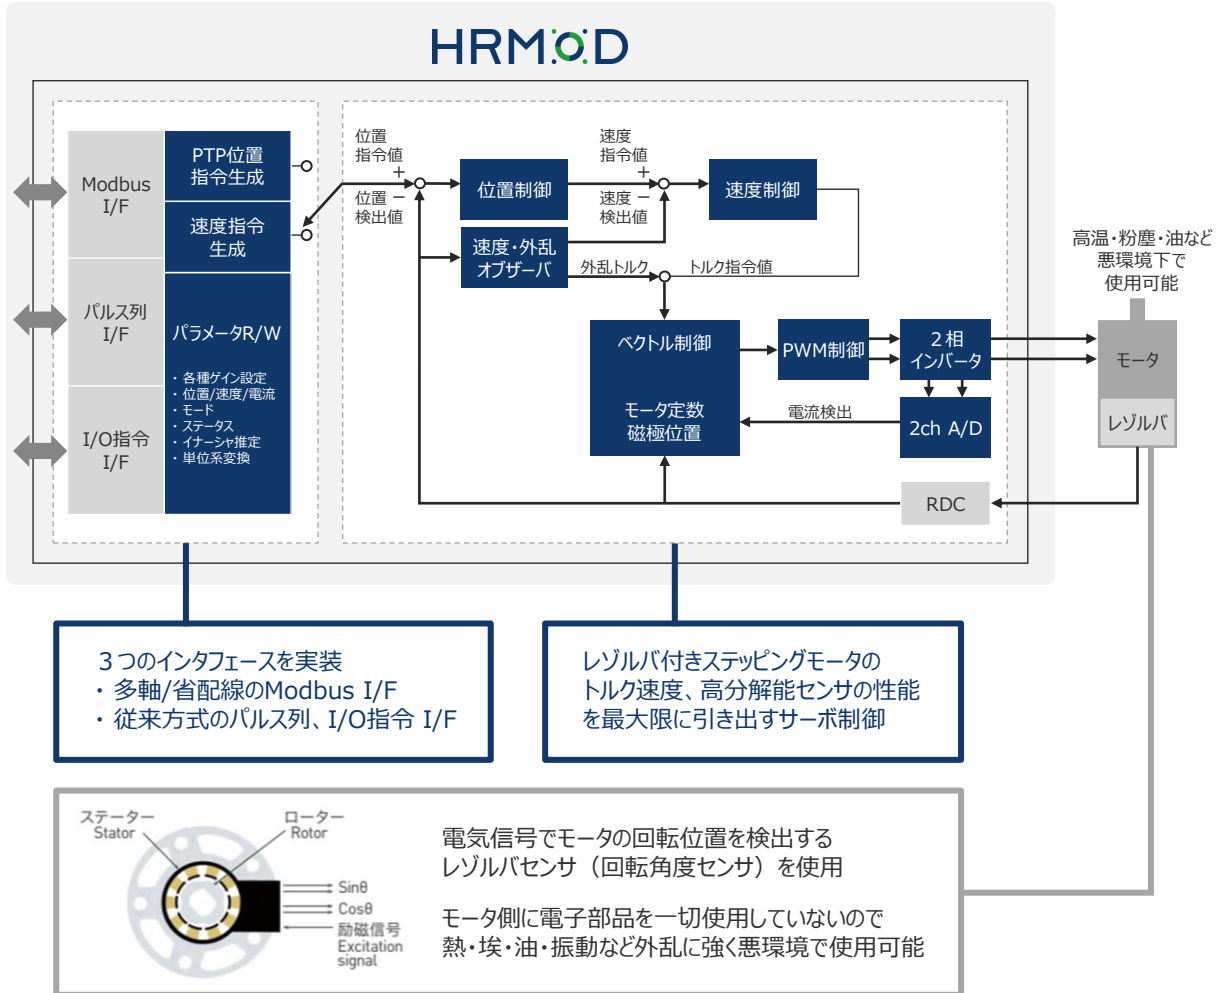 HRMOD
Modbus
I/F
パルス列
I/F
I/O指令
I/F
PTP位置
指令生成
速度指令
生成
パラメータR/W
・各種ゲイン設定
・位置/速度/電流
・モード
・ステータス
・イナーシャ推定
・単位系変換
位置
指令値
+
位置 −
検出値
位置制御
速度
指令値
+
速度 −
検出値
速度制御
速度・外乱
オブザーバ
外乱トルク
トルク指令値
ベクトル制御
モータ定数
磁極位置
PWM制御
2相
インバータ
電流検出
2ch A/D
RDC
高温・粉塵・油など
悪環境下で
使用可能
モータ
レゾルバ
3つのインタフェースを実装
・多軸/省配線のModbus I/F
・従来方式のパルス列、I/O指令 I/F
レゾルバ付きステッピングモータの
トルク速度、高分解能センサの性能
を最大限に引き出すサーボ制御
ステーター
Stator
ローター
Rotor
Sinθ
Cosθ
励磁信号
Excitation
signal
電気信号でモータの回転位置を検出する
レゾルバセンサ（回転角度センサ）を使用
モータ側に電子部品を一切使用していないので
熱・埃・油・振動など外乱に強く悪環境で使用可能